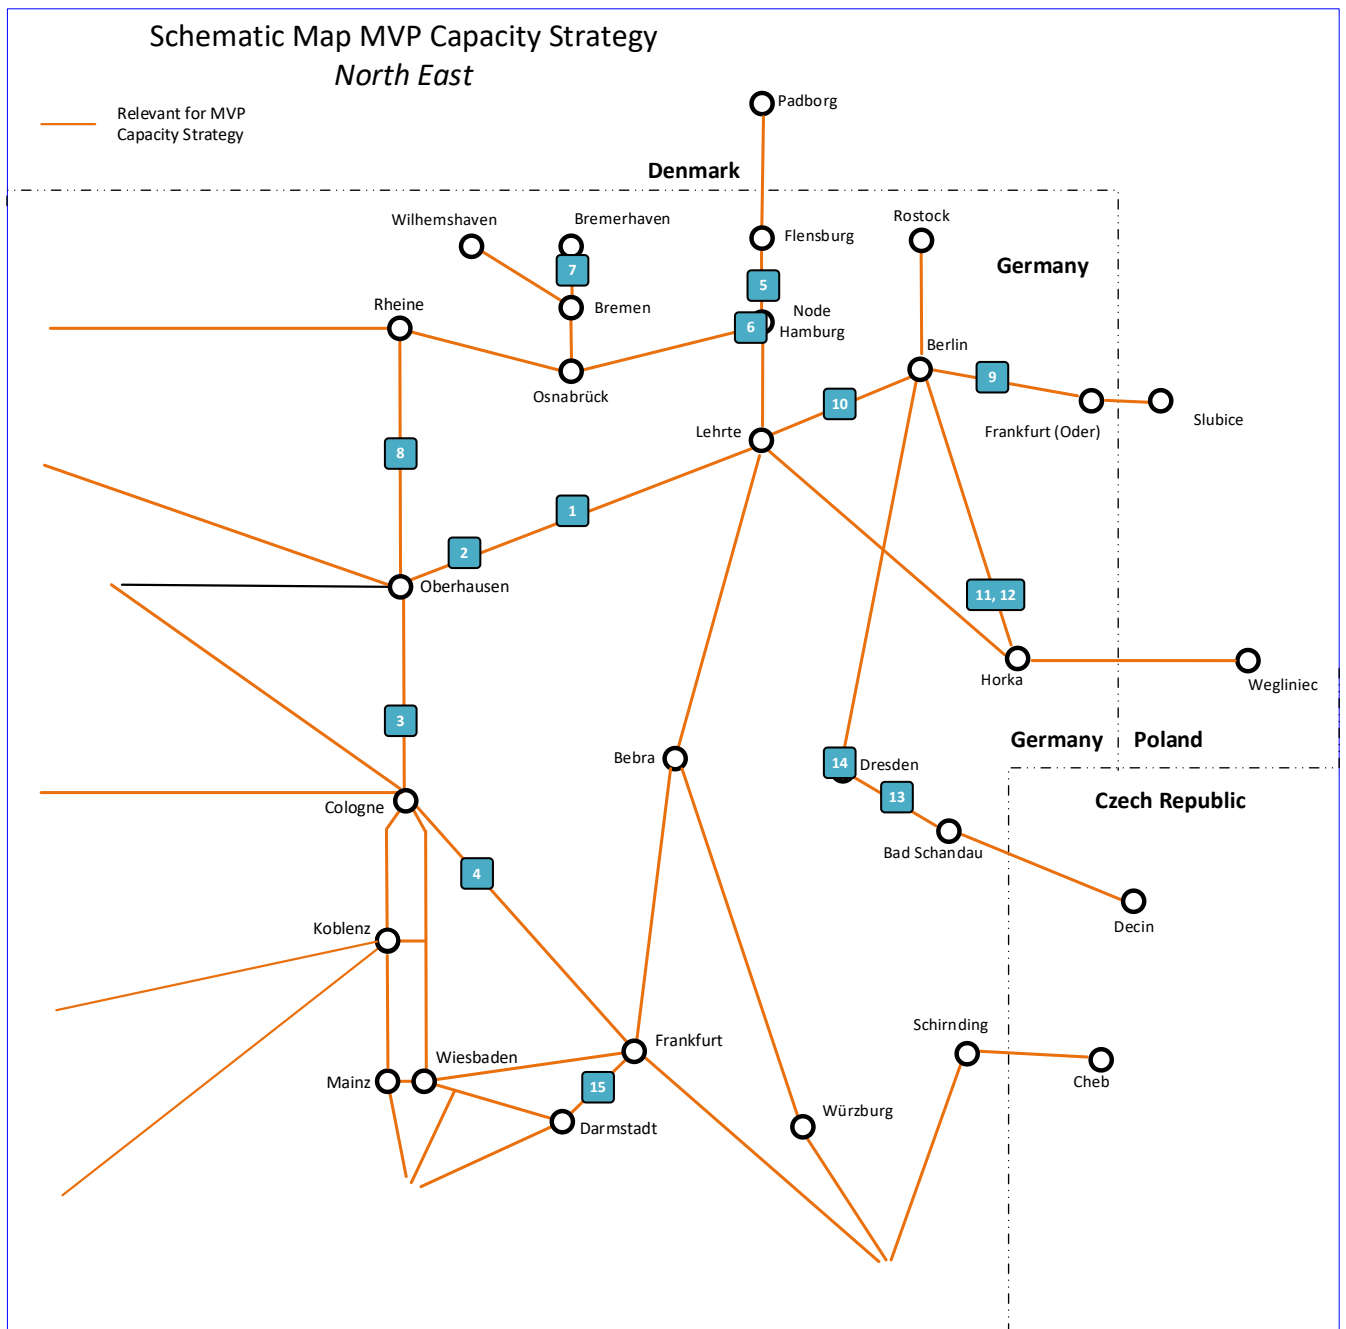 Schematic Map MVP Capacity Strategy
North East
Relevant for MVP
Capacity Strategy
Padborg
Denmark
Wilhemshaven
Bremerhaven
Rostock
Flensburg
Germany
7
5
Rheine
Bremen
Node
6
Hamburg
Berlin
9
Osnabrück
10
Slubice
Lehrte
Frankfurt (Oder)
8
1
2
Oberhausen
11, 12
Horka
Wegliniec
3
Germany
Poland
Bebra
14
Dresden
Cologne
13
Czech Republic
Bad Schandau
4
Koblenz
Decin
Schirnding
Frankfurt
Wiesbaden
Mainz
15
Cheb
Würzburg
Darmstadt